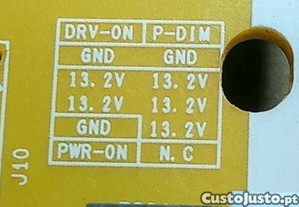 DRV-ON P-DIM
GND GND
13.2V 13.2V
13.2V 13.2V
GND 13.2V
PWR-ON N.C
J10
CustoJusto.pt